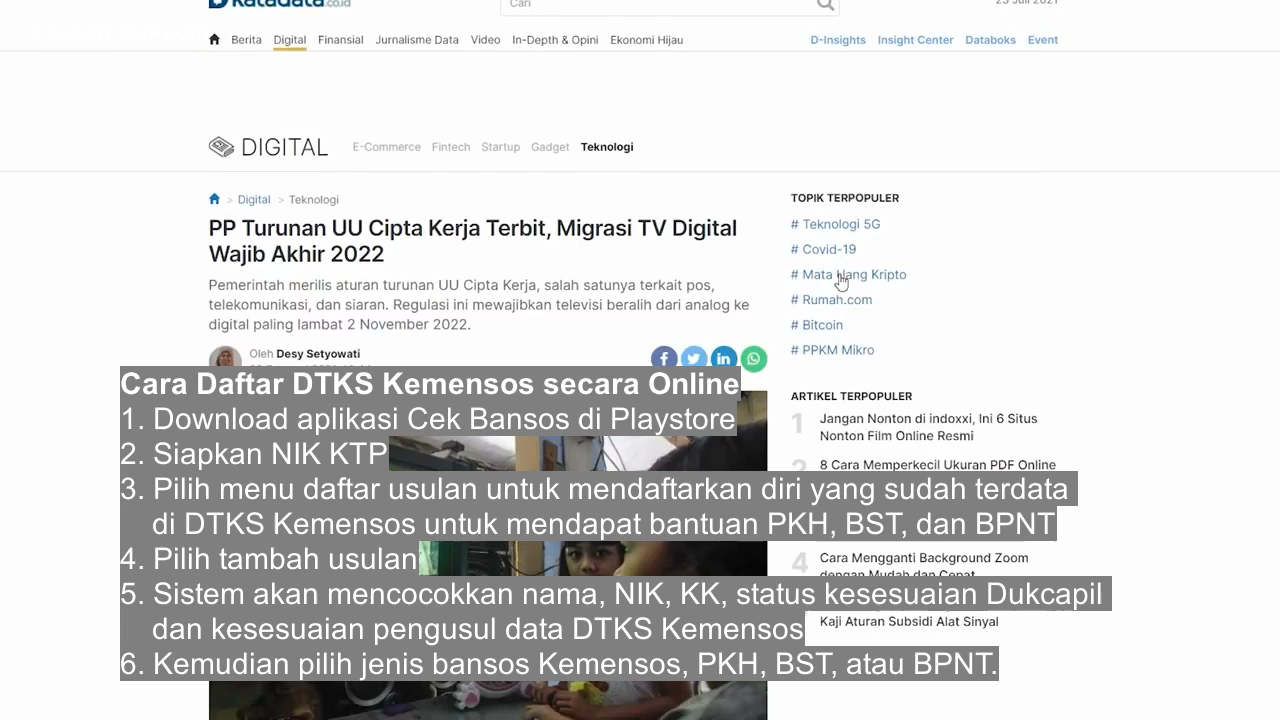 Katadata.co.id
Cari
23 Juli 2021
Berita Digital Finansial Jurnalisme Data Video In-Depth & Opini Ekonomi Hijau D-Insights Insight Center Databoks Event
DIGITAL E-Commerce Fintech Startup Gadget Teknologi
> Digital > Teknologi
PP Turunan UU Cipta Kerja Terbit, Migrasi TV Digital
Wajib Akhir 2022
Pemerintah merilis aturan turunan UU Cipta Kerja, salah satunya terkait pos,
telekomunikasi, dan siaran. Regulasi ini mewajibkan televisi beralih dari analog ke
digital paling lambat 2 November 2022.
Oleh Desy Setyowati
TOPIK TERPOPULER
# Teknologi 5G
# Covid-19
# Mata Uang Kripto
# Rumah.com
# Bitcoin
# PPKM Mikro
Cara Daftar DTKS Kemensos secara Online
1. Download aplikasi Cek Bansos di Playstore
2. Siapkan NIK KTP
3. Pilih menu daftar usulan untuk mendaftarkan diri yang sudah terdata
di DTKS Kemensos untuk mendapat bantuan PKH, BST, dan BPNT
4. Pilih tambah usulan
5. Sistem akan mencocokkan nama, NIK, KK, status kesesuaian Dukcapil
dan kesesuaian pengusul data DTKS Kemensos
6. Kemudian pilih jenis bansos Kemensos, PKH, BST, atau BPNT.
ARTIKEL TERPOPULER
1 Jangan Nonton di indoxxi, Ini 6 Situs
Nonton Film Online Resmi
2 8 Cara Memperkecil Ukuran PDF Online
4 Cara Mengganti Background Zoom
dengan Mudah dan Cepat
Kaji Aturan Subsidi Alat Sinyal